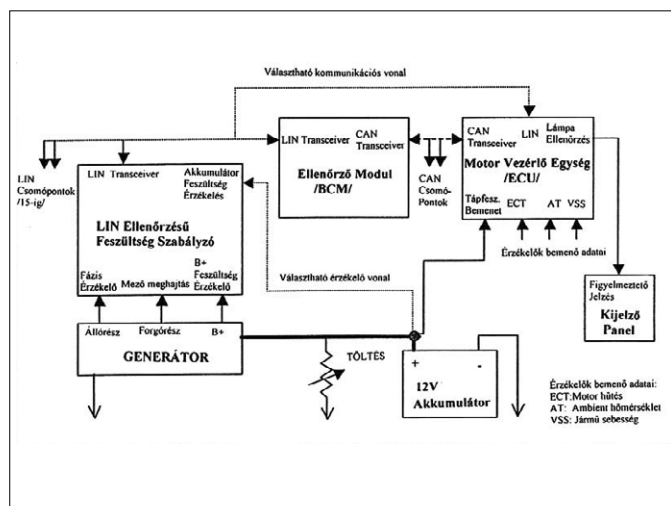 Választható kommunikációs vonal
LIN Transceiver
CAN
Transceiver
Ellenőrző Modul
/BCM/
CAN
Transceiver
LIN
Lámpa
Ellenőrzés
Motor Vezérlő Egység
/ECU/
Tápfesz.
Bemenet
ECT
AT
VSS
LIN
Csomópontok
/15-ig/
CAN
Csomó-
Pontok
LIN Transceiver
Akkumulátor
Feszültség
Érzékelés
LIN Ellenőrzésű
Feszültség Szabályzó
Fázis
Érzékelő
Mező meghajtás
B+
Feszültség
Érzékelő
Érzékelők bemenő adatai
Választható érzékelő vonal
Figyelmeztető
Jelzés
Kijelző
Panel
Állórész
Forgórész
B+
GENERÁTOR
TÖLTÉS
+
-
12V
Akkumulátor
Érzékelők bemenő adatai:
ECT:Motor hűtés
AT: Ambient hőmérséklet
VSS: Jármű sebesség